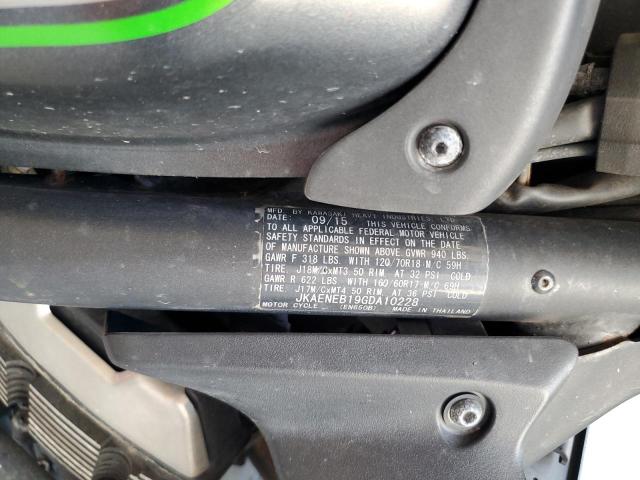 MFD. BY KAWASAKI HEAVY INDUSTRIES, LTD.
DATE: 09/15 THIS VEHICLE CONFORMS
TO ALL APPLICABLE FEDERAL MOTOR VEHICLE
SAFETY STANDARDS IN EFFECT ON THE DATE
OF MANUFACTURE SHOWN ABOVE. GVWR 940 LBS.
GAWR F 318 LBS. WITH 120/70R18 M/C 59H
TIRE. J18M/CxMT3 50 RIM. AT 32 PSI COLD
GAWR R 622 LBS. WITH 160/60R17 M/C 69H
TIRE. J17M/CxMT4 50 RIM. AT 36 PSI COLD
JKAENEB19GDA10228
MOTOR CYCLE (EN650B) MADE IN THAILAND